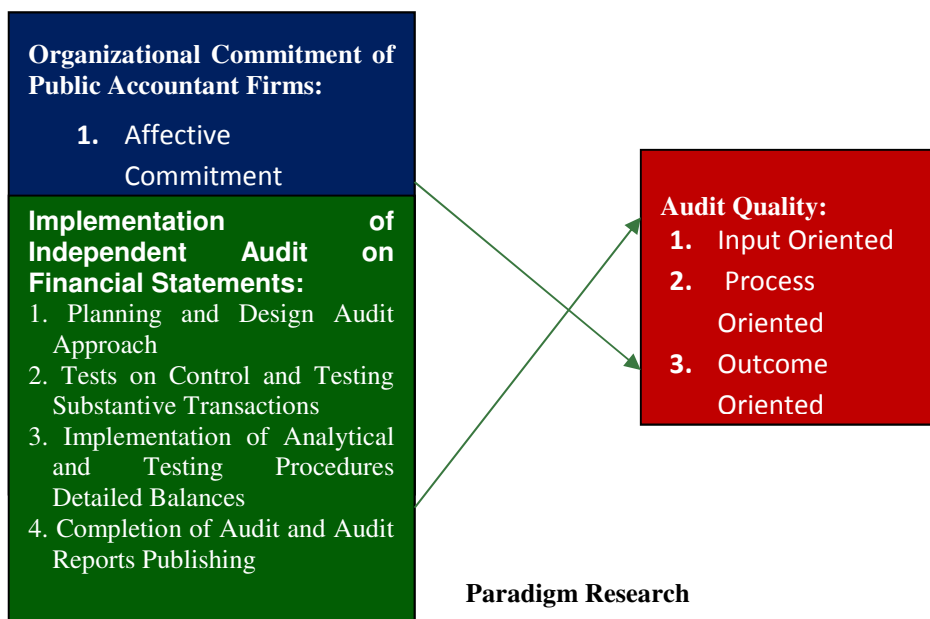 Organizational Commitment of
Public Accountant Firms:
1. Affective
Commitment
Implementation of
Independent Audit on
Financial Statements:
1. Planning and Design Audit
Approach
2. Tests on Control and Testing
Substantive Transactions
3. Implementation of Analytical
and Testing Procedures
Detailed Balances
4. Completion of Audit and Audit
Reports Publishing
Audit Quality:
1. Input Oriented
2. Process
Oriented
3. Outcome
Oriented
Paradigm Research